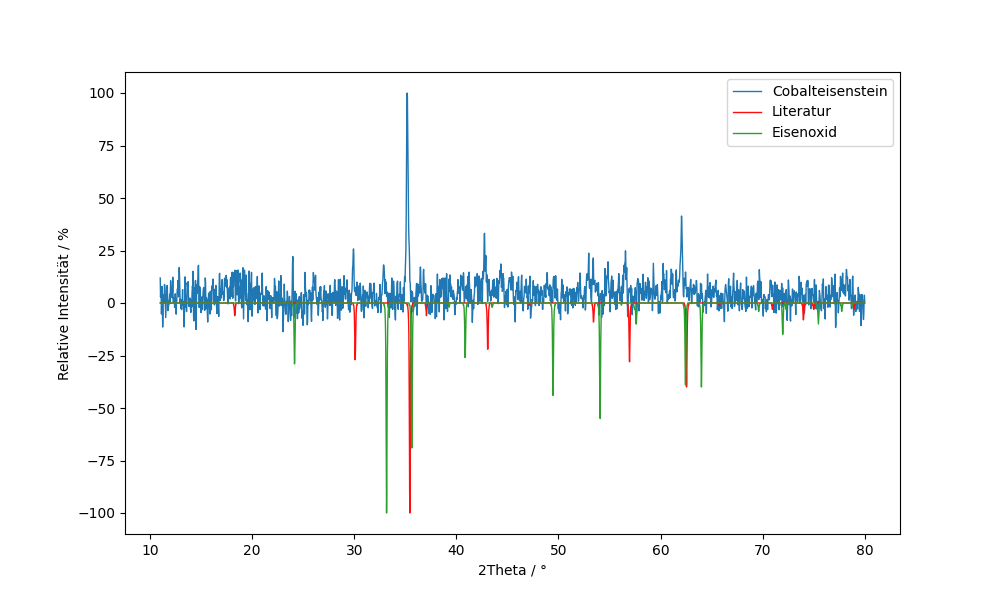 Cobalteisenstein
Literatur
Eisenoxid
Relative Intensität / %
100
75
50
25
0
−25
−50
−75
−100
10 20 30 40 50 60 70 80
2Theta / °